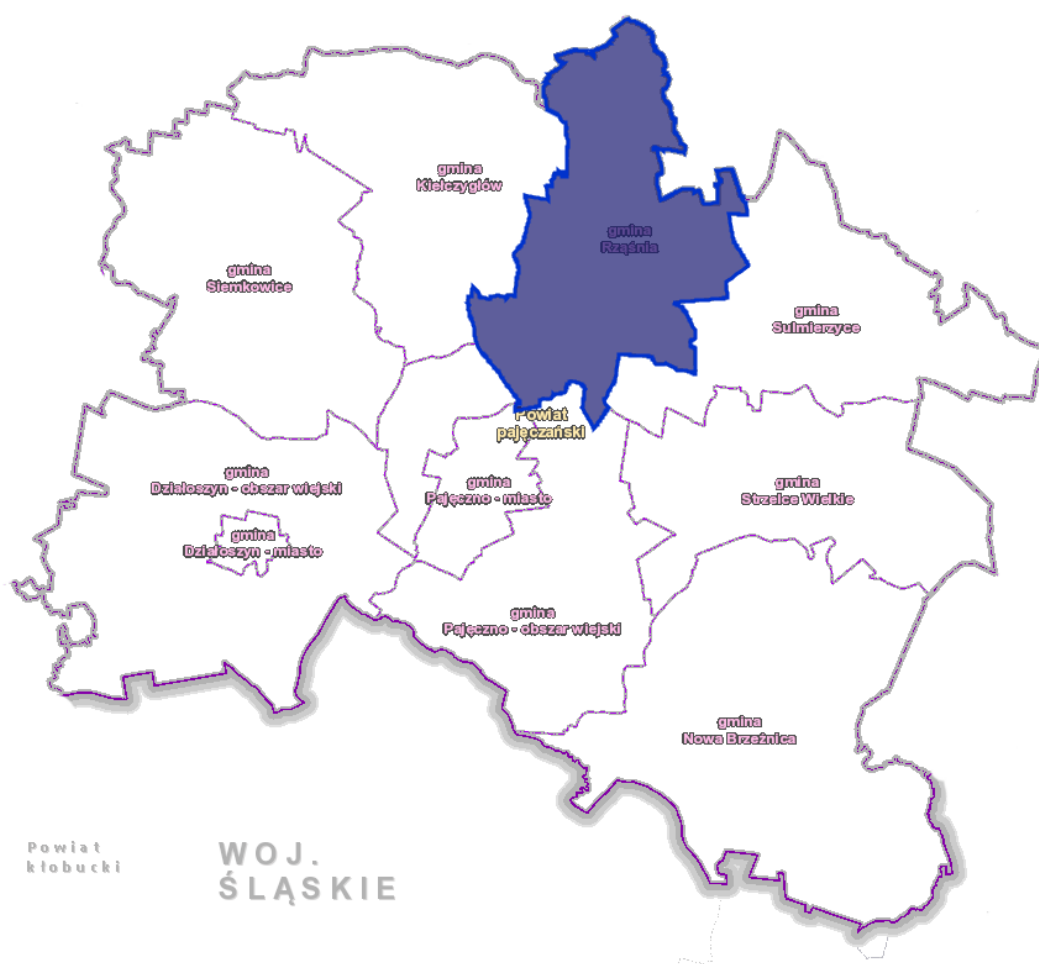 gmina
Kiełczygłów
gmina
Rząśnia
gmina
Siemkowice
gmina
Sulmierzyce
Powiat
pajęczański
gmina
Działoszyn - obszar wiejski
gmina
Pajęczno - miasto
gmina
Strzelce Wielkie
gmina
Działoszyn - miasto
gmina
Pajęczno - obszar wiejski
gmina
Nowa Brzeźnica
Powiat
kłobucki
WOJ.
ŚLĄSKIE